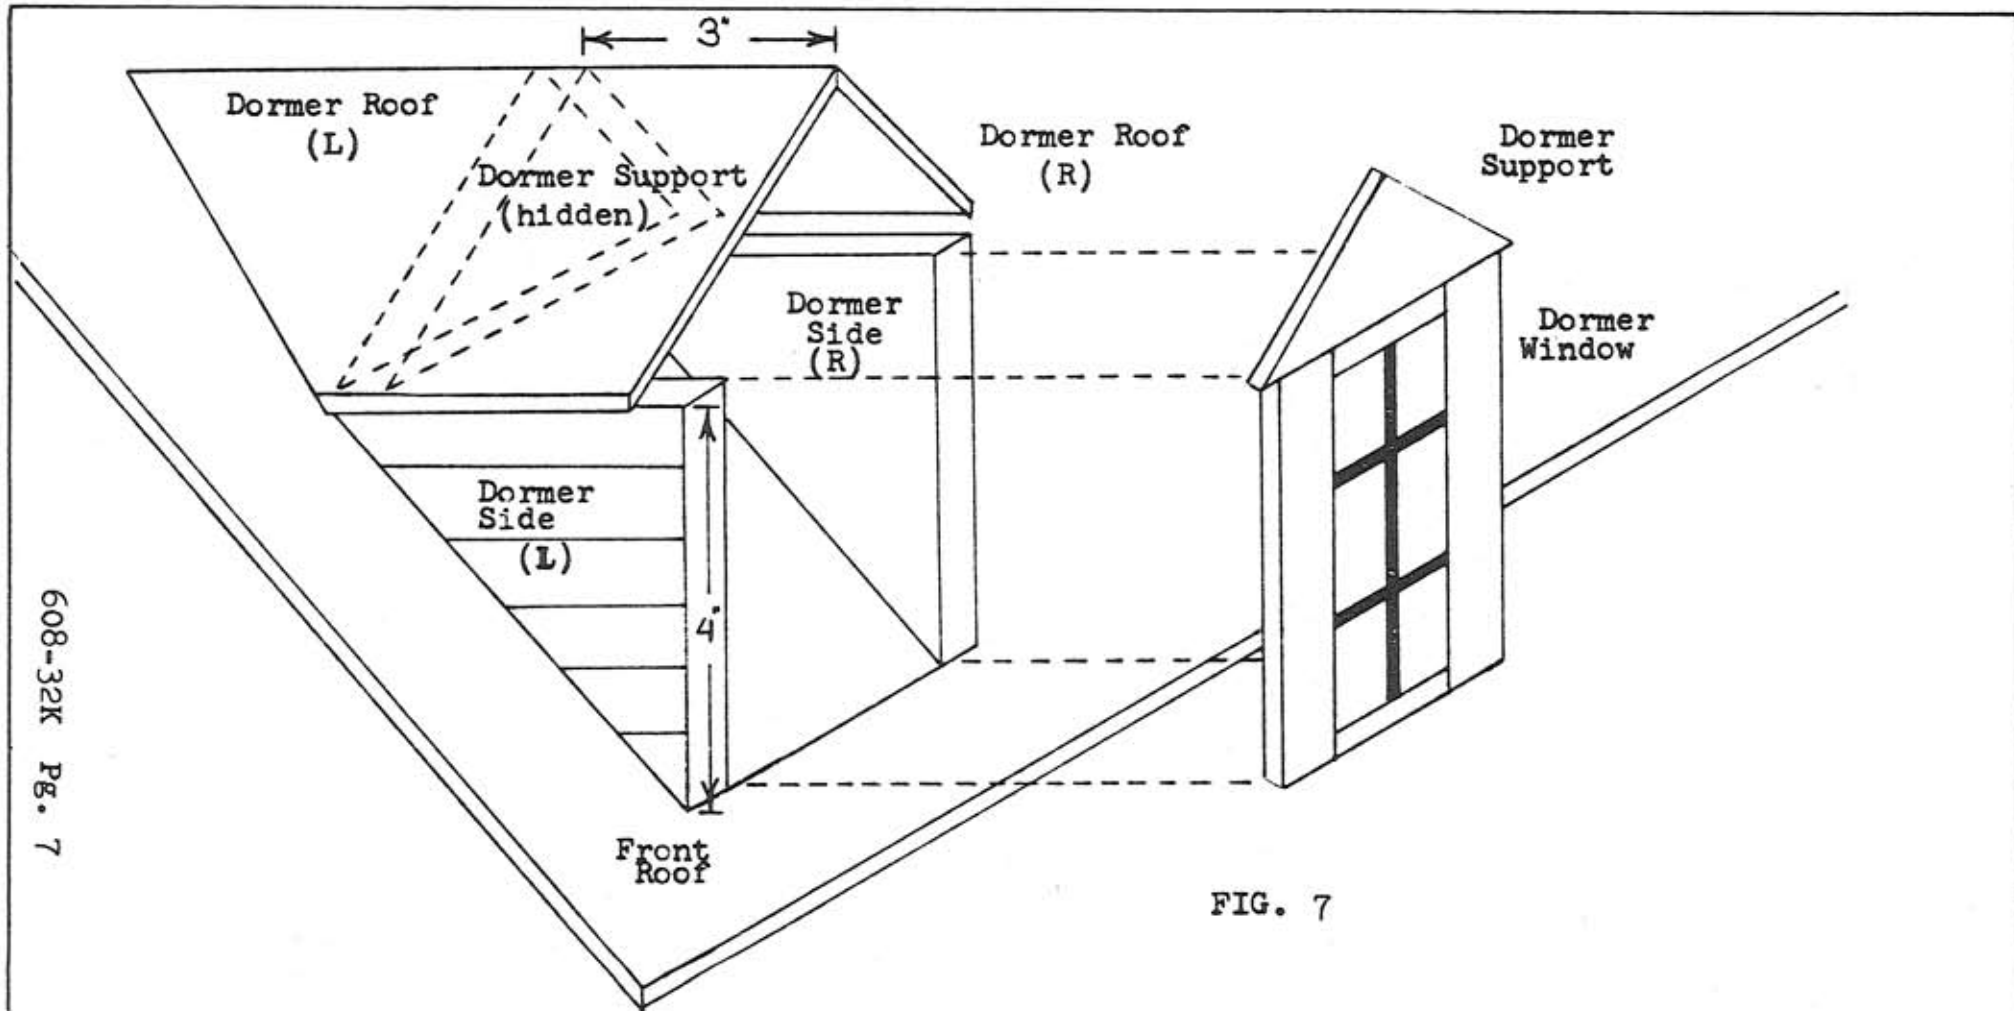 3"
Dormer Roof
(L)
Dormer Support
(hidden)
Dormer Roof
(R)
Dormer
Support
Dormer
Side
(R)
Dormer
Window
Dormer
Side
(L)
4"
Front
Roof
FIG. 7
608-32K Pg. 7